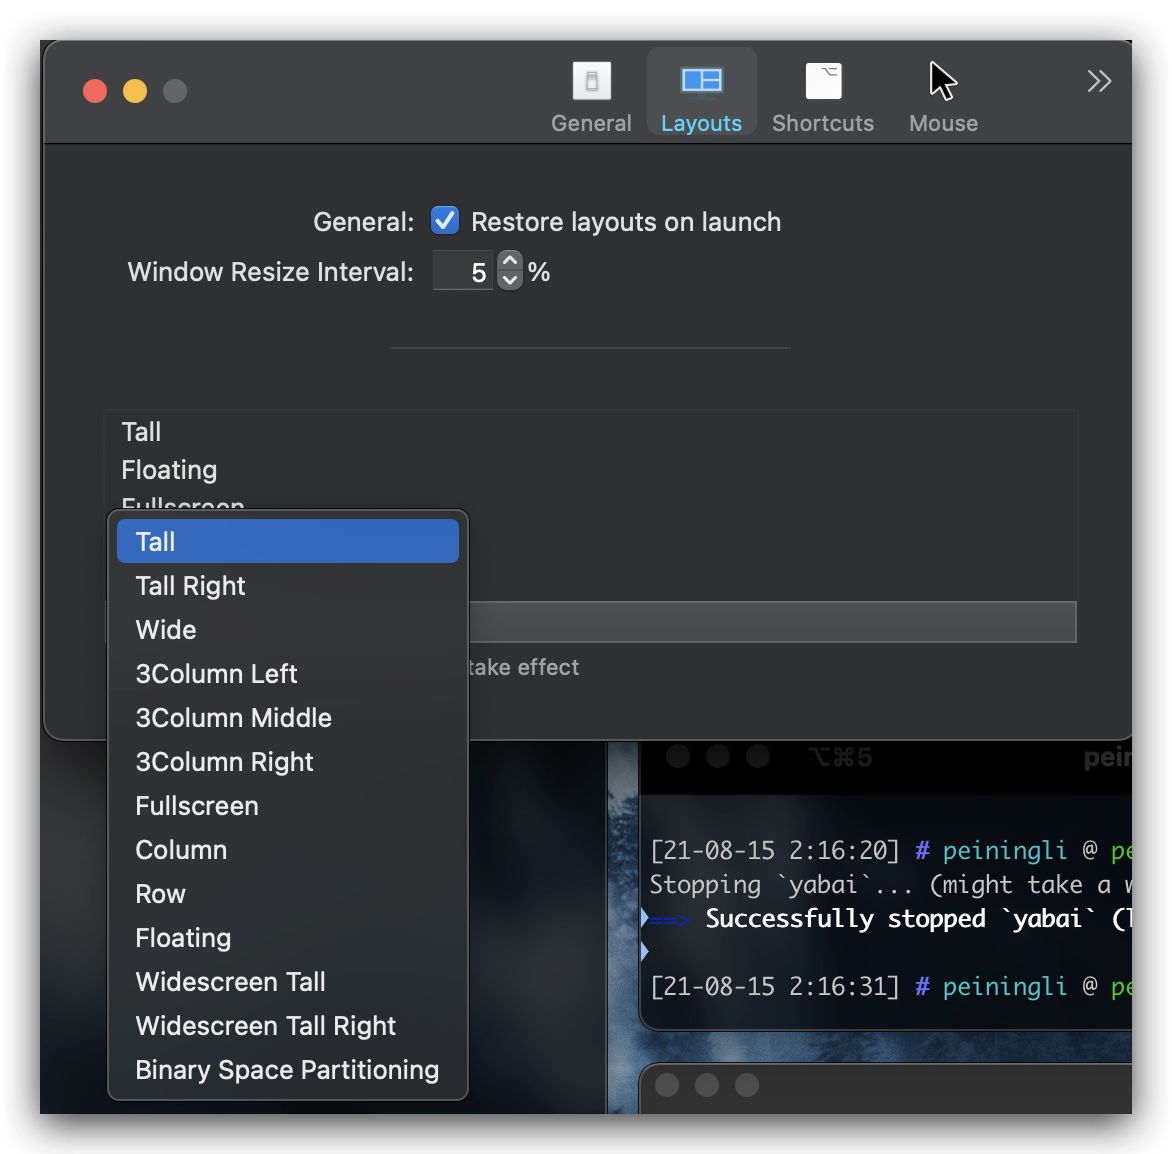 General
Layouts
Shortcuts
Mouse
General: Restore layouts on launch
Window Resize Interval: 5 %
Tall
Floating
Fullscreen
Tall
Tall Right
Wide
3Column Left
3Column Middle
3Column Right
Fullscreen
Column
Row
Floating
Widescreen Tall
Widescreen Tall Right
Binary Space Partitioning
take effect
⌥⌘5 pein
[21-08-15 2:16:20] # peiningli @ pe
Stopping `yabai`... (might take a w
==> Successfully stopped `yabai` (l
[21-08-15 2:16:31] # peiningli @ pe